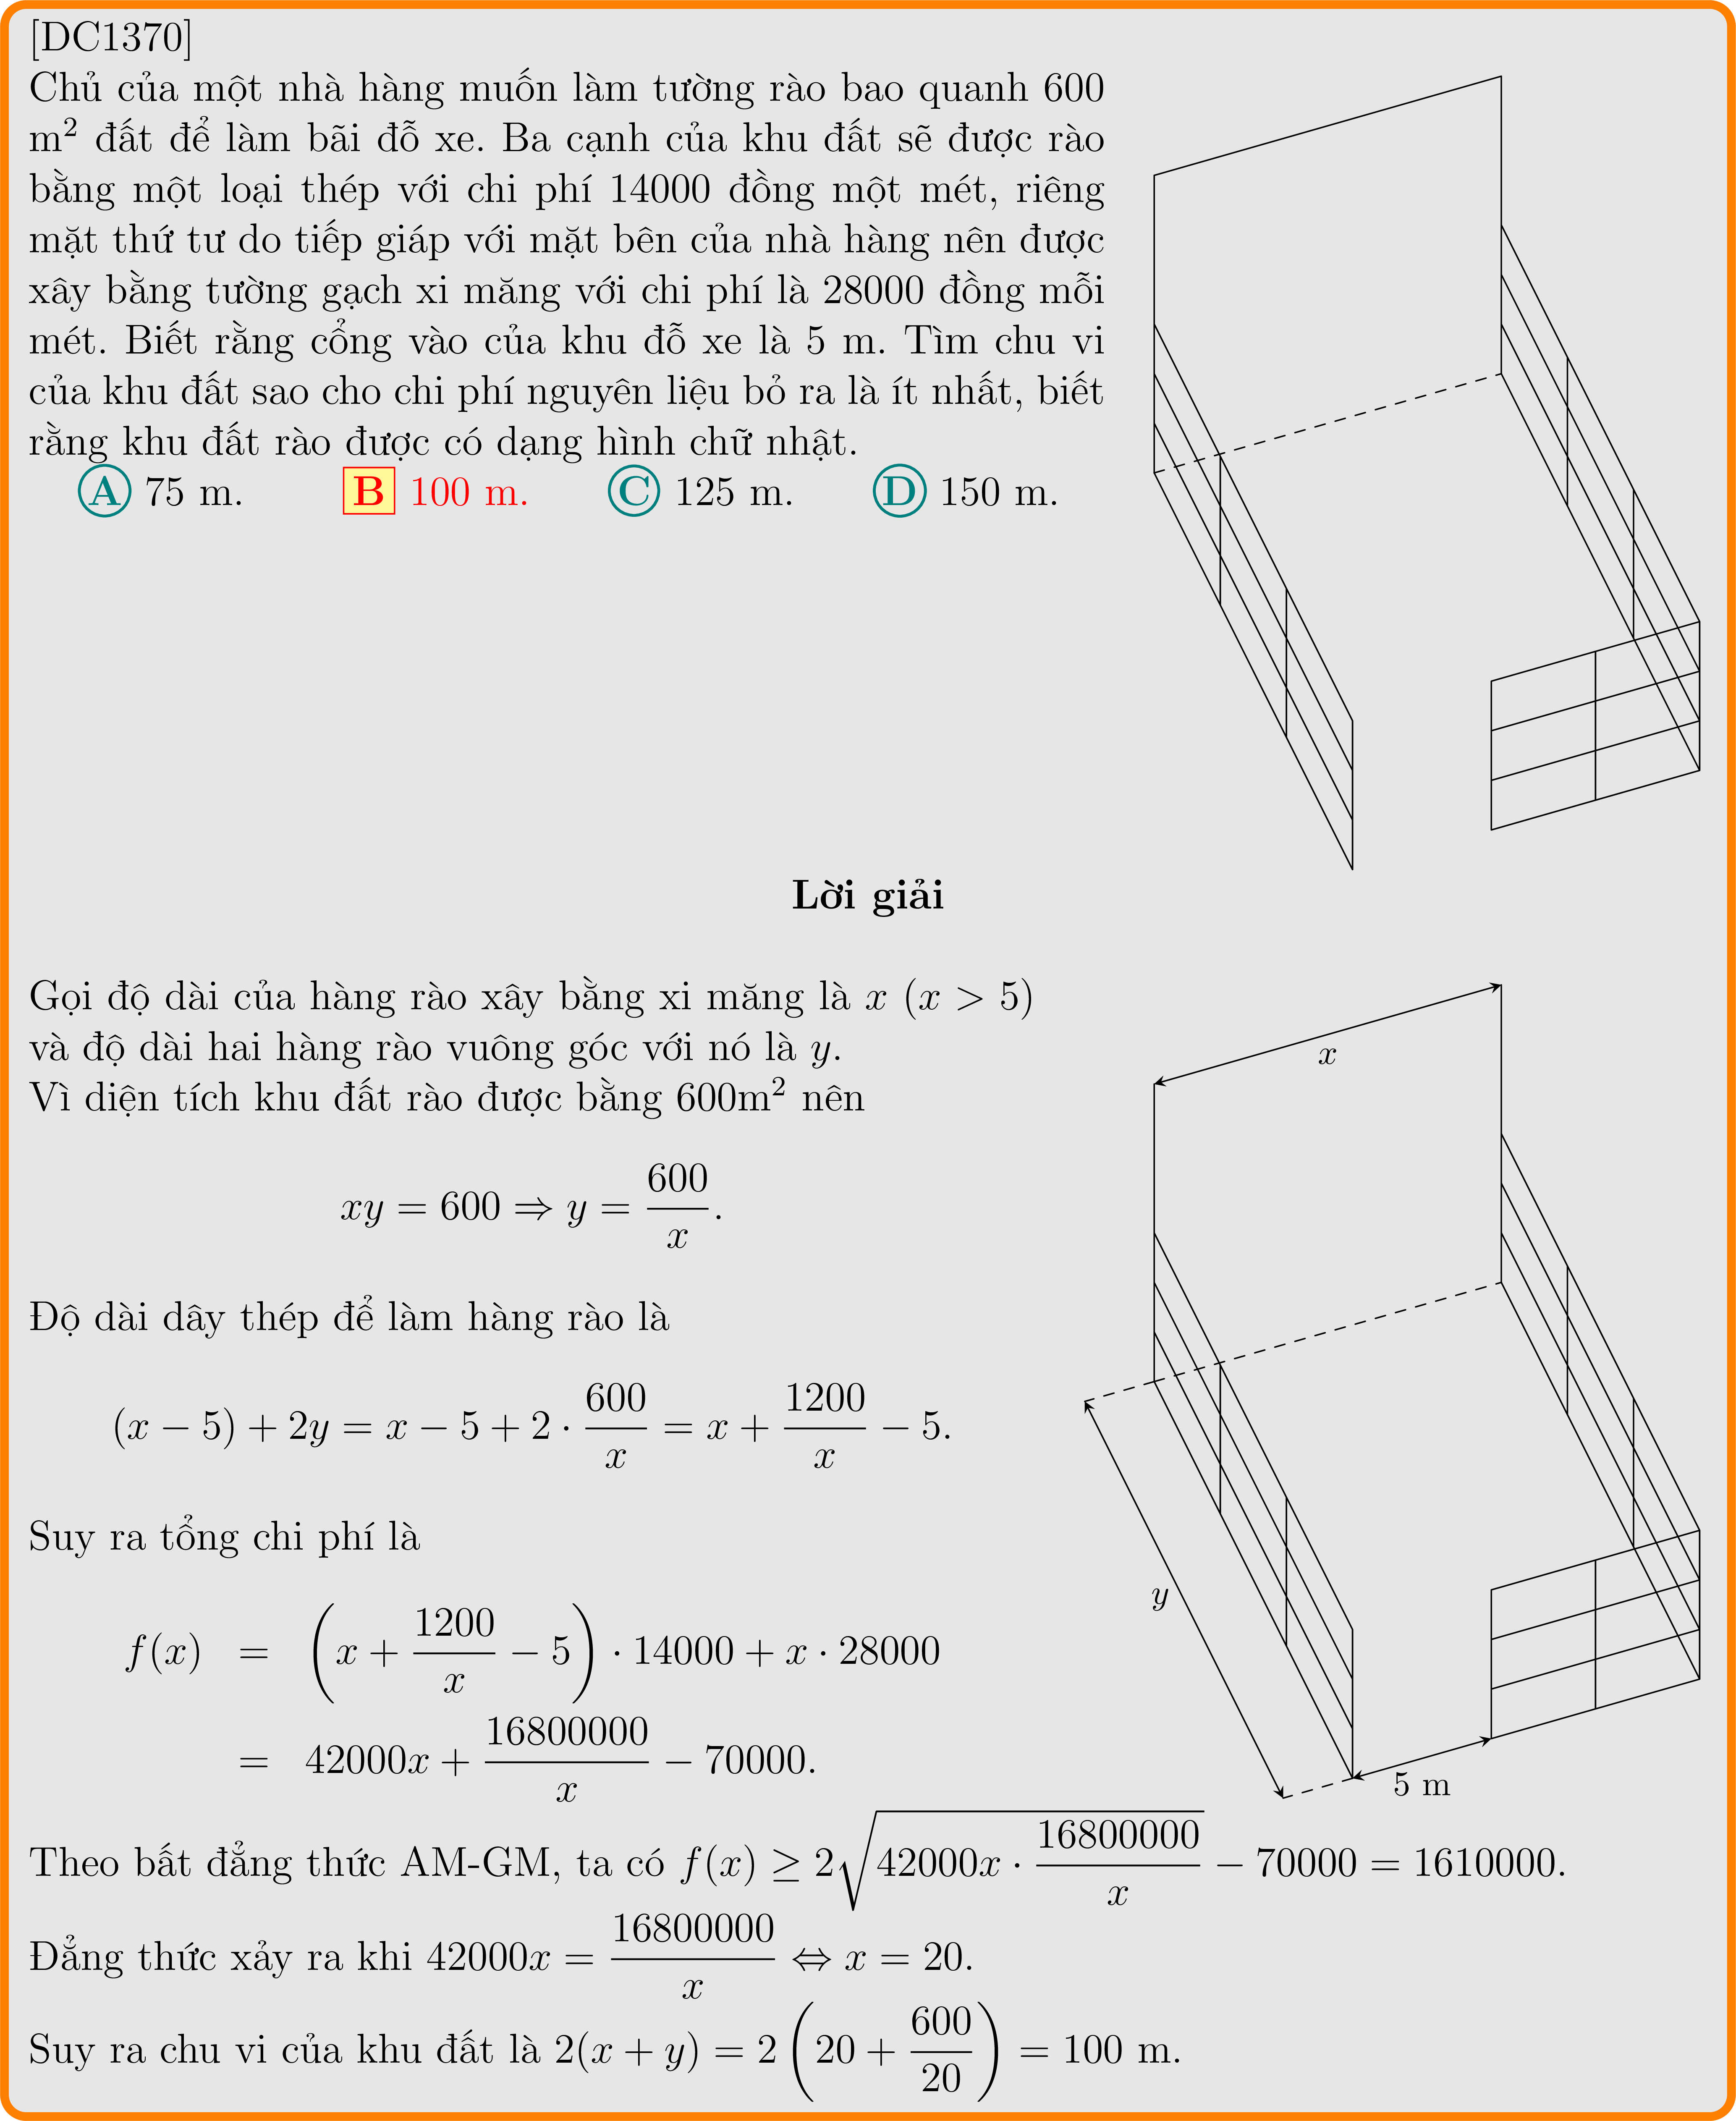 [DC1370]
Chủ của một nhà hàng muốn làm tường rào bao quanh 600
m² đất để làm bãi đỗ xe. Ba cạnh của khu đất sẽ được rào
bằng một loại thép với chi phí 14000 đồng một mét, riêng
mặt thứ tư do tiếp giáp với mặt bên của nhà hàng nên được
xây bằng tường gạch xi măng với chi phí là 28000 đồng mỗi
mét. Biết rằng cổng vào của khu đỗ xe là 5 m. Tìm chu vi
của khu đất sao cho chi phí nguyên liệu bỏ ra là ít nhất, biết
rằng khu đất rào được có dạng hình chữ nhật.
A 75 m. B 100 m. C 125 m. D 150 m.
Lời giải
Gọi độ dài của hàng rào xây bằng xi măng là x (x > 5)
và độ dài hai hàng rào vuông góc với nó là y.
Vì diện tích khu đất rào được bằng 600m² nên
xy = 600 ⇒ y = \frac{600}{x}.
Độ dài dây thép để làm hàng rào là
(x − 5) + 2y = x − 5 + 2 · \frac{600}{x} = x + \frac{1200}{x} − 5.
Suy ra tổng chi phí là
f(x) = \left(x + \frac{1200}{x} − 5\right) · 14000 + x · 28000
= 42000x + \frac{16800000}{x} − 70000.
x
y
5 m
Theo bất đẳng thức AM-GM, ta có f(x) ≥ 2\sqrt{42000x · \frac{16800000}{x}} − 70000 = 1610000.
Đẳng thức xảy ra khi 42000x = \frac{16800000}{x} ⇔ x = 20.
Suy ra chu vi của khu đất là 2(x + y) = 2\left(20 + \frac{600}{20}\right) = 100 m.